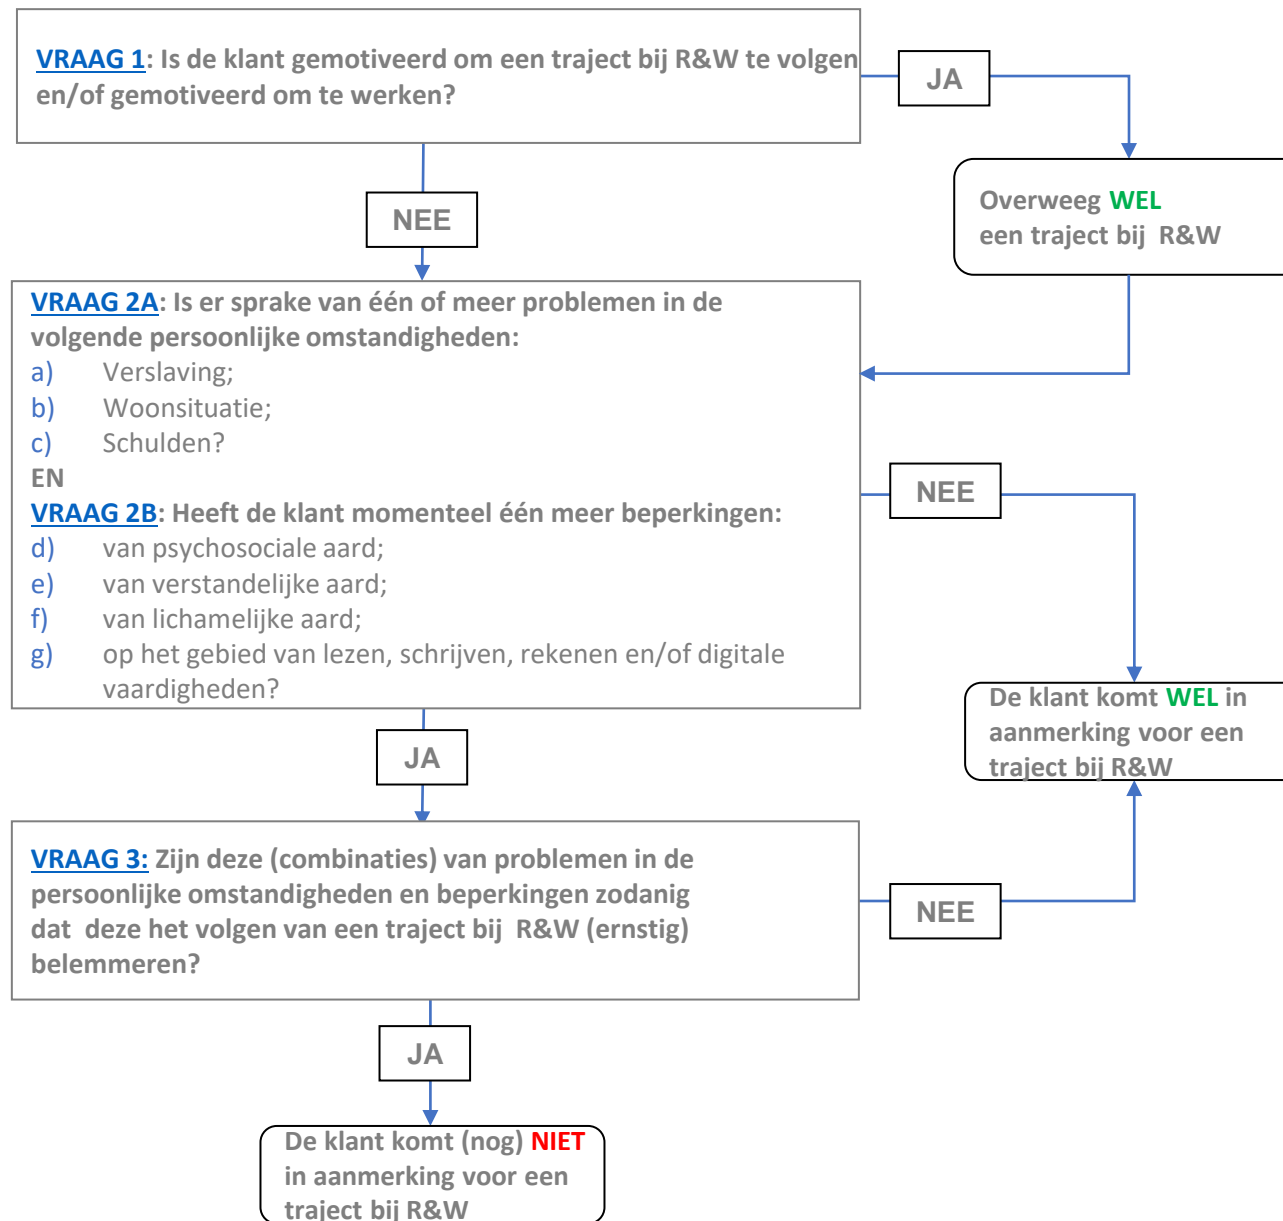 VRAAG 1: Is de klant gemotiveerd om een traject bij R&W te volgen
en/of gemotiveerd om te werken?
JA
Overweeg WEL
een traject bij R&W
NEE
VRAAG 2A: Is er sprake van één of meer problemen in de
volgende persoonlijke omstandigheden:
a) Verslaving;
b) Woonsituatie;
c) Schulden?
EN
VRAAG 2B: Heeft de klant momenteel één meer beperkingen:
d) van psychosociale aard;
e) van verstandelijke aard;
f) van lichamelijke aard;
g) op het gebied van lezen, schrijven, rekenen en/of digitale
vaardigheden?
NEE
De klant komt WEL in
aanmerking voor een
traject bij R&W
JA
VRAAG 3: Zijn deze (combinaties) van problemen in de
persoonlijke omstandigheden en beperkingen zodanig
dat deze het volgen van een traject bij R&W (ernstig)
belemmeren?
NEE
JA
De klant komt (nog) NIET
in aanmerking voor een
traject bij R&W